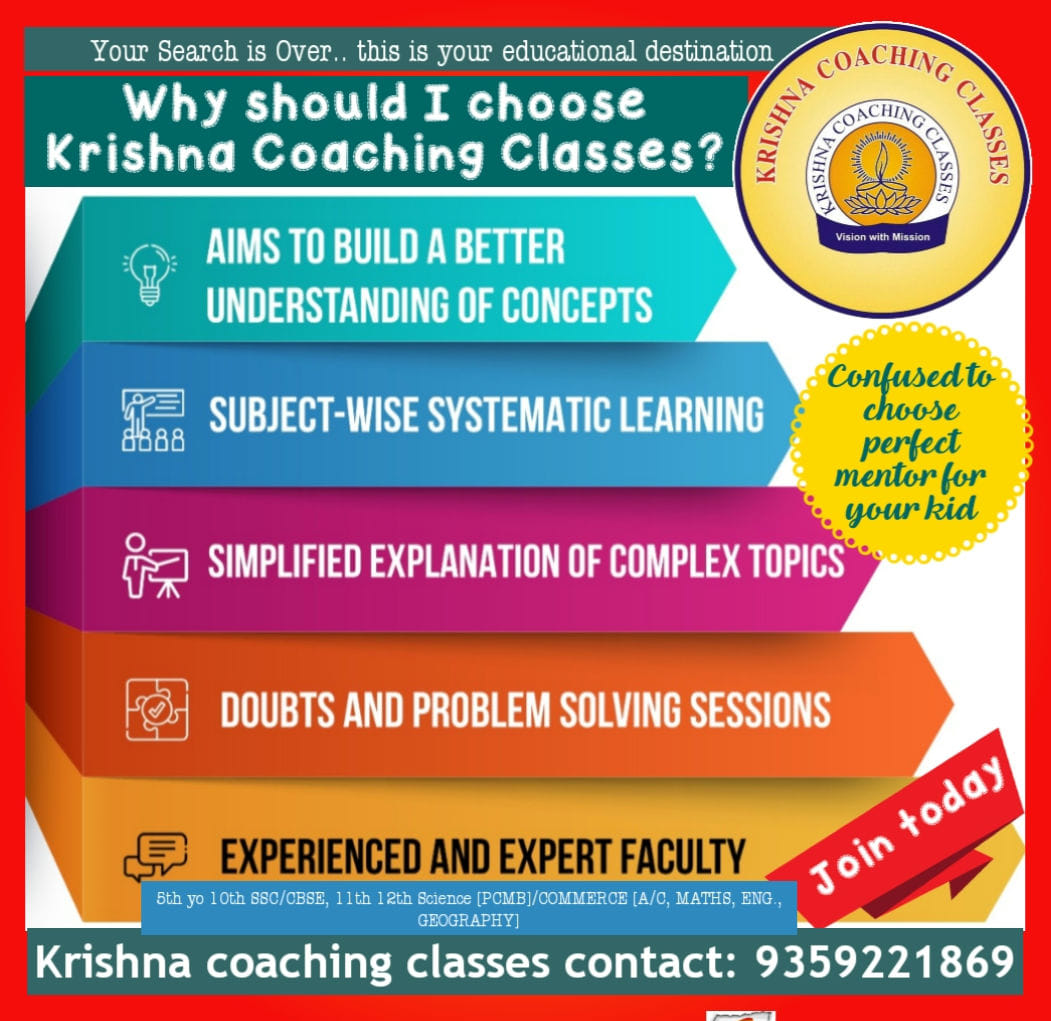 Your Search is Over.. this is your educational destination
Why should I choose
Krishna Coaching Classes?
KRISHNA COACHING CLASSES
KRISHNA COACHING CLASSES
Vision with Mission
AIMS TO BUILD A BETTER
UNDERSTANDING OF CONCEPTS
Confused to
choose
perfect
mentor for
your kid
SUBJECT-WISE SYSTEMATIC LEARNING
SIMPLIFIED EXPLANATION OF COMPLEX TOPICS
DOUBTS AND PROBLEM SOLVING SESSIONS
Join today
EXPERIENCED AND EXPERT FACULTY
5th yo 10th SSC/CBSE, 11th 12th Science [PCMB]/COMMERCE [A/C, MATHS, ENG.,
GEOGRAPHY]
Krishna coaching classes contact: 9359221869